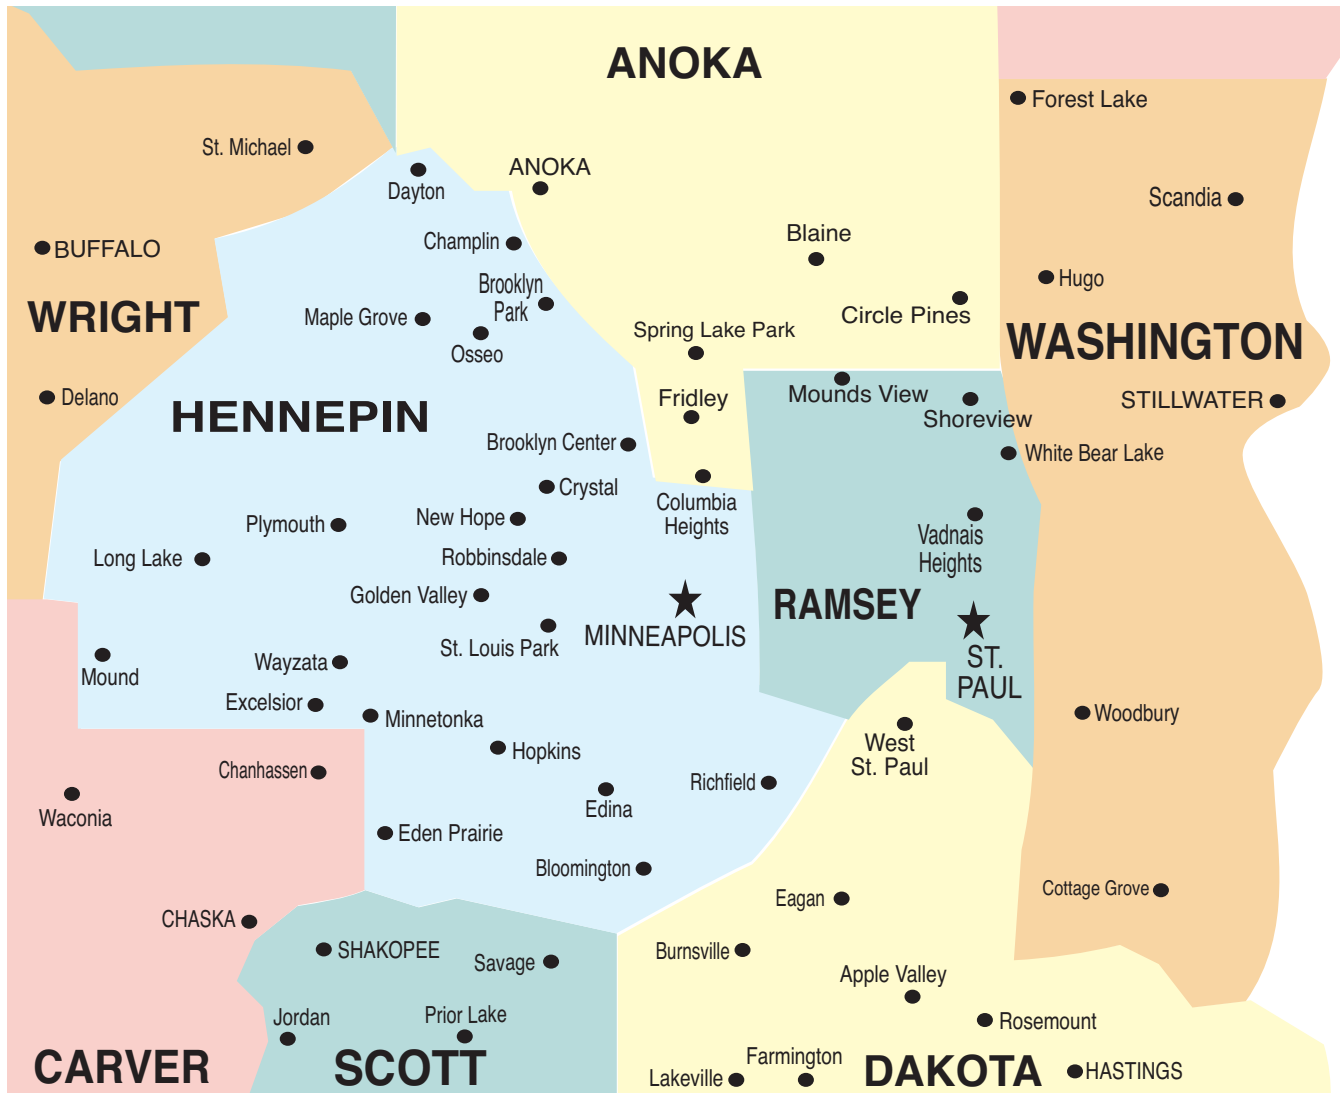 ANOKA
Forest Lake
St. Michael
ANOKA
Dayton
Scandia
Blaine
Champlin
BUFFALO
Hugo
Brooklyn
Park
WRIGHT
Maple Grove
Circle Pines
Spring Lake Park
WASHINGTON
Osseo
Mounds View
Delano
Fridley
STILLWATER
HENNEPIN
Shoreview
Brooklyn Center
White Bear Lake
Crystal
Columbia
Heights
New Hope
Plymouth
Vadnais
Heights
Long Lake
Robbinsdale
Golden Valley
RAMSEY
MINNEAPOLIS
St. Louis Park
ST.
PAUL
Wayzata
Mound
Excelsior
Minnetonka
Woodbury
West
St. Paul
Hopkins
Chanhassen
Richfield
Edina
Waconia
Eden Prairie
Bloomington
Cottage Grove
Eagan
CHASKA
SHAKOPEE
Burnsville
Savage
Apple Valley
Jordan
Prior Lake
Rosemount
Farmington
CARVER
SCOTT
Lakeville
DAKOTA
HASTINGS